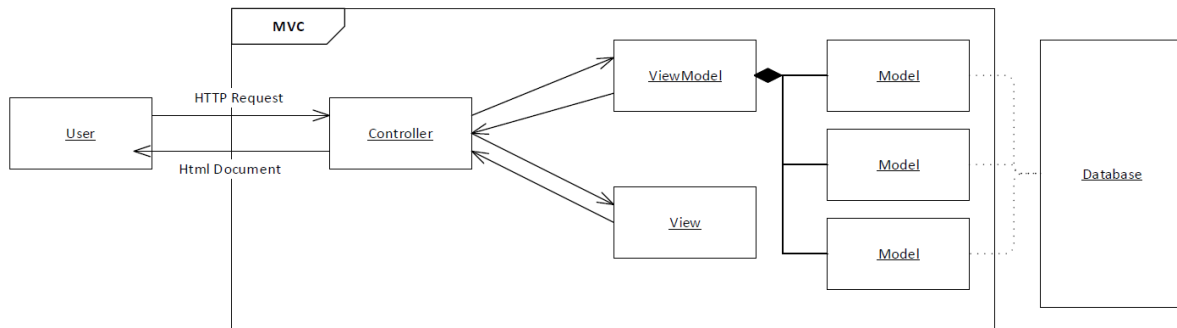 MVC
ViewModel
Model
HTTP Request
User
Controller
Html Document
Model
Database
View
Model